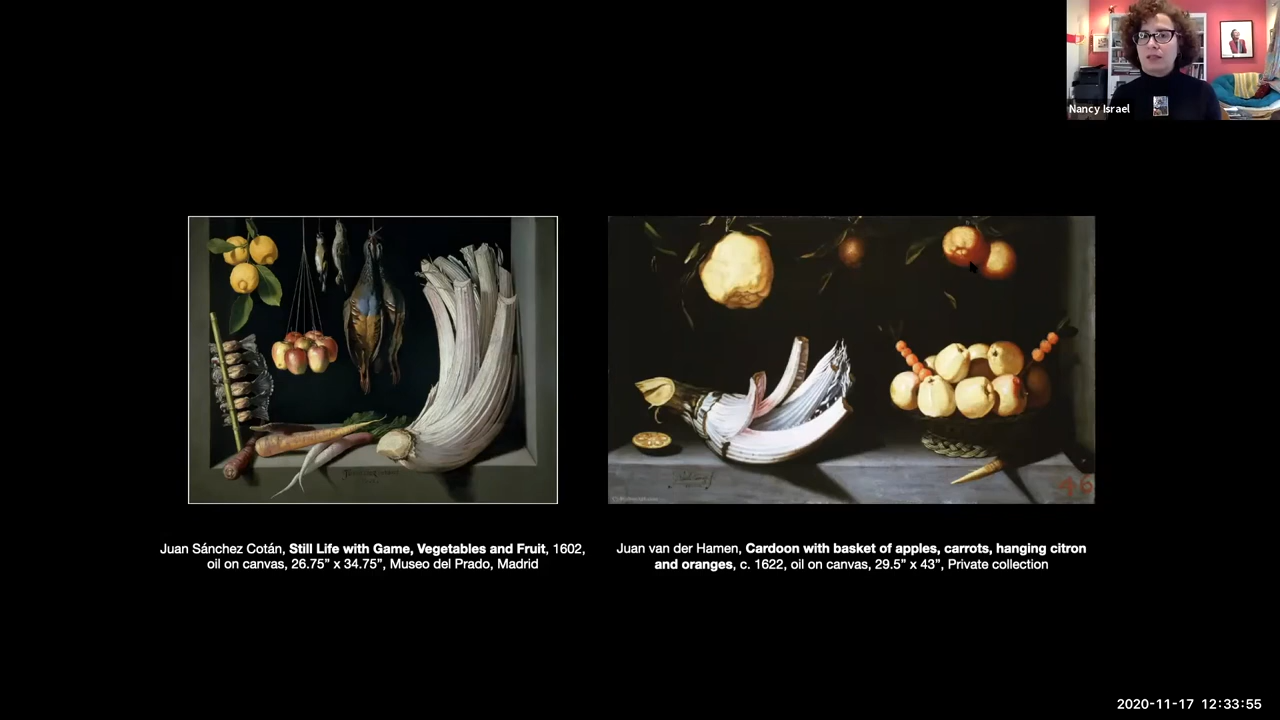 Nancy Israel
46
Juan Sánchez Cotán, Still Life with Game, Vegetables and Fruit, 1602,
oil on canvas, 26.75” x 34.75”, Museo del Prado, Madrid
Juan van der Hamen, Cardoon with basket of apples, carrots, hanging citron
and oranges, c. 1622, oil on canvas, 29.5” x 43”, Private collection
2020-11-17 12:33:55